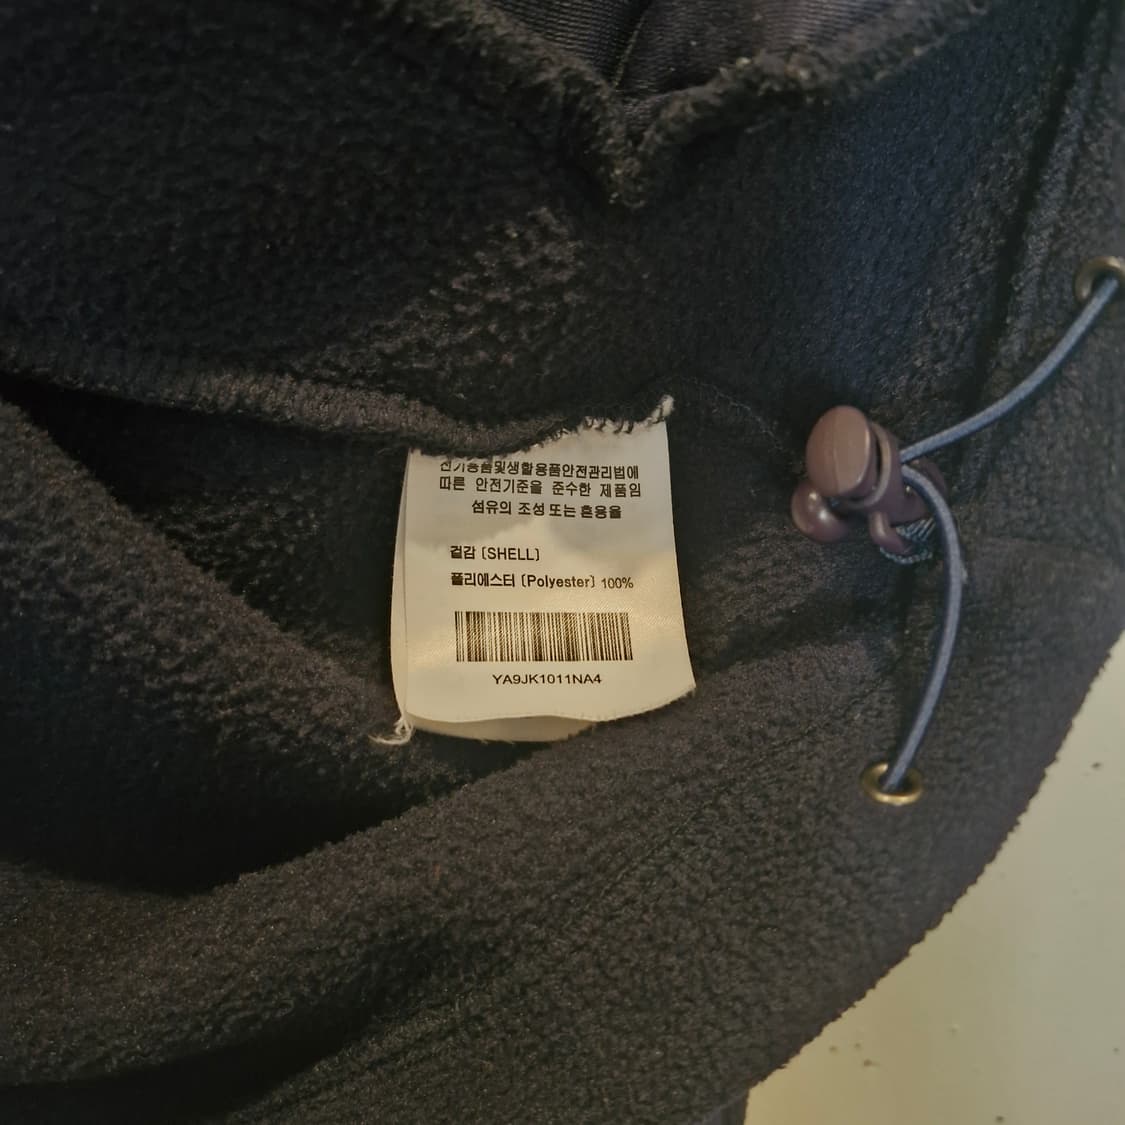 전기용품및생활용품안전관리법에
따른 안전기준을 준수한 제품임
섬유의 조성 또는 혼용율
겉감 (SHELL)
폴리에스터 (Polyester) 100%
YA9JK1011NA4